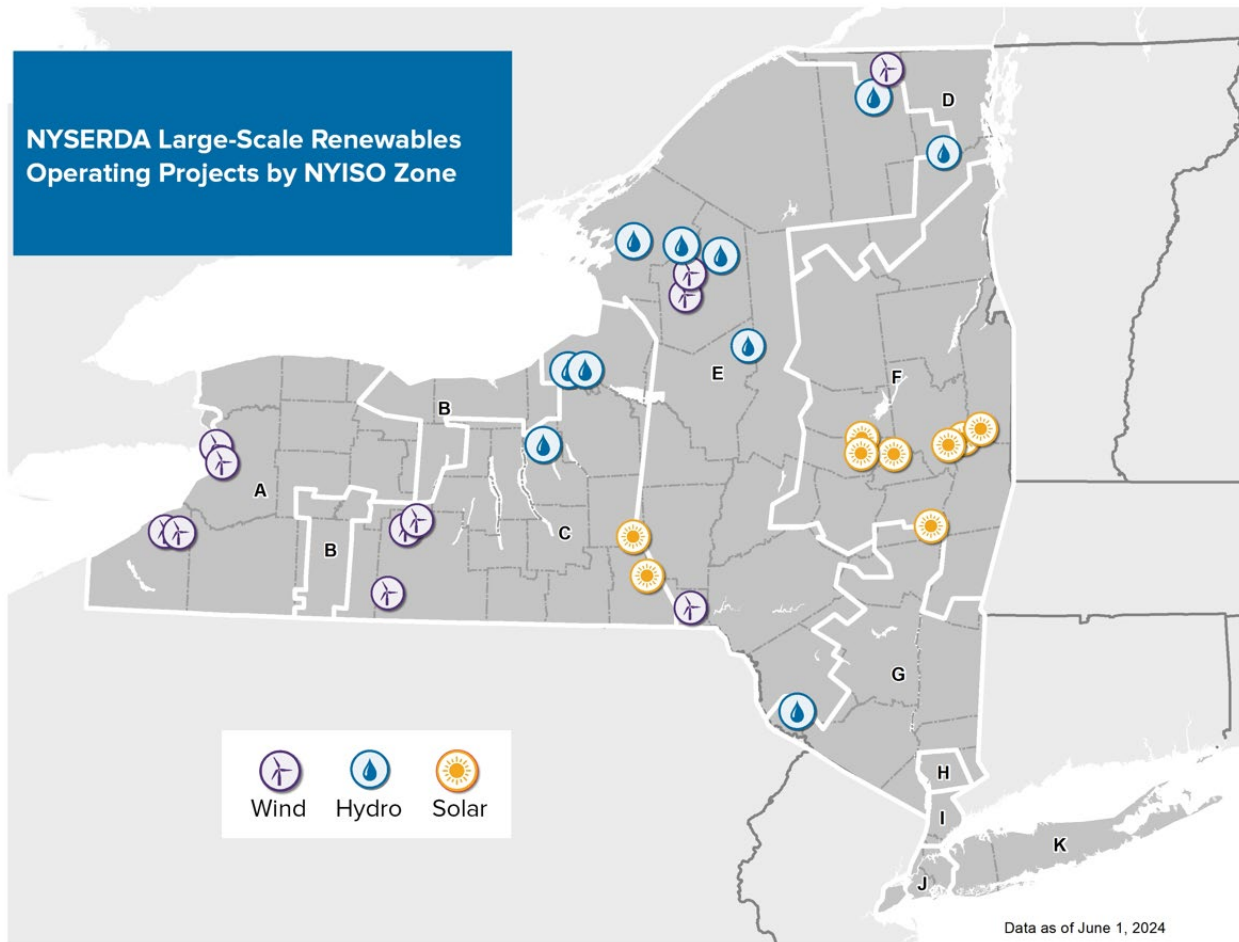 NYSERDA Large-Scale Renewables
Operating Projects by NYISO Zone
D
E
F
B
A
C
B
G
H
I
K
J
Wind
Hydro
Solar
Data as of June 1, 2024